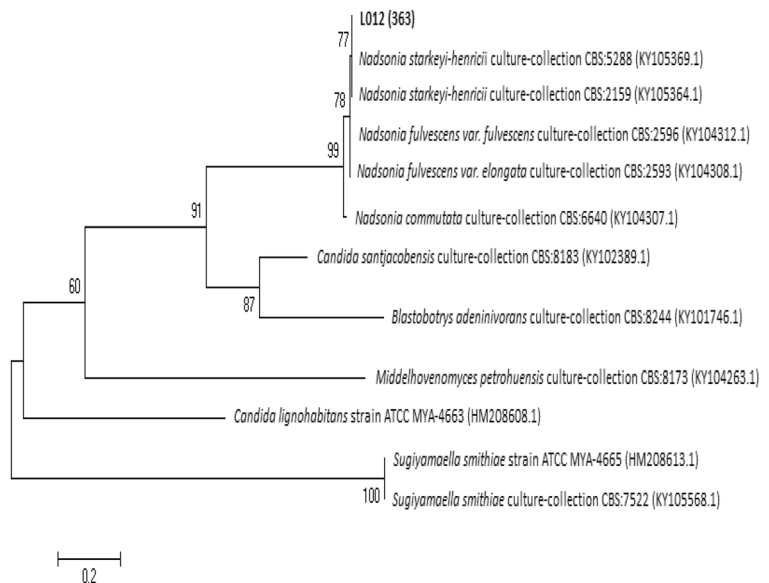 L012 (363)
77
Nadsonia starkeyi-henricii culture-collection CBS:5288 (KY105369.1)
Nadsonia starkeyi-henricii culture-collection CBS:2159 (KY105364.1)
78
Nadsonia fulvescens var. fulvescens culture-collection CBS:2596 (KY104312.1)
99
Nadsonia fulvescens var. elongata culture-collection CBS:2593 (KY104308.1)
91
Nadsonia commutata culture-collection CBS:6640 (KY104307.1)
Candida santjacobensis culture-collection CBS:8183 (KY102389.1)
60
87
Blastobotrys adeninivorans culture-collection CBS:8244 (KY101746.1)
Middelhovenomyces petrohuensis culture-collection CBS:8173 (KY104263.1)
Candida lignohabitans strain ATCC MYA-4663 (HM208608.1)
Sugiyamaella smithiae strain ATCC MYA-4665 (HM208613.1)
100
Sugiyamaella smithiae culture-collection CBS:7522 (KY105568.1)
0.2